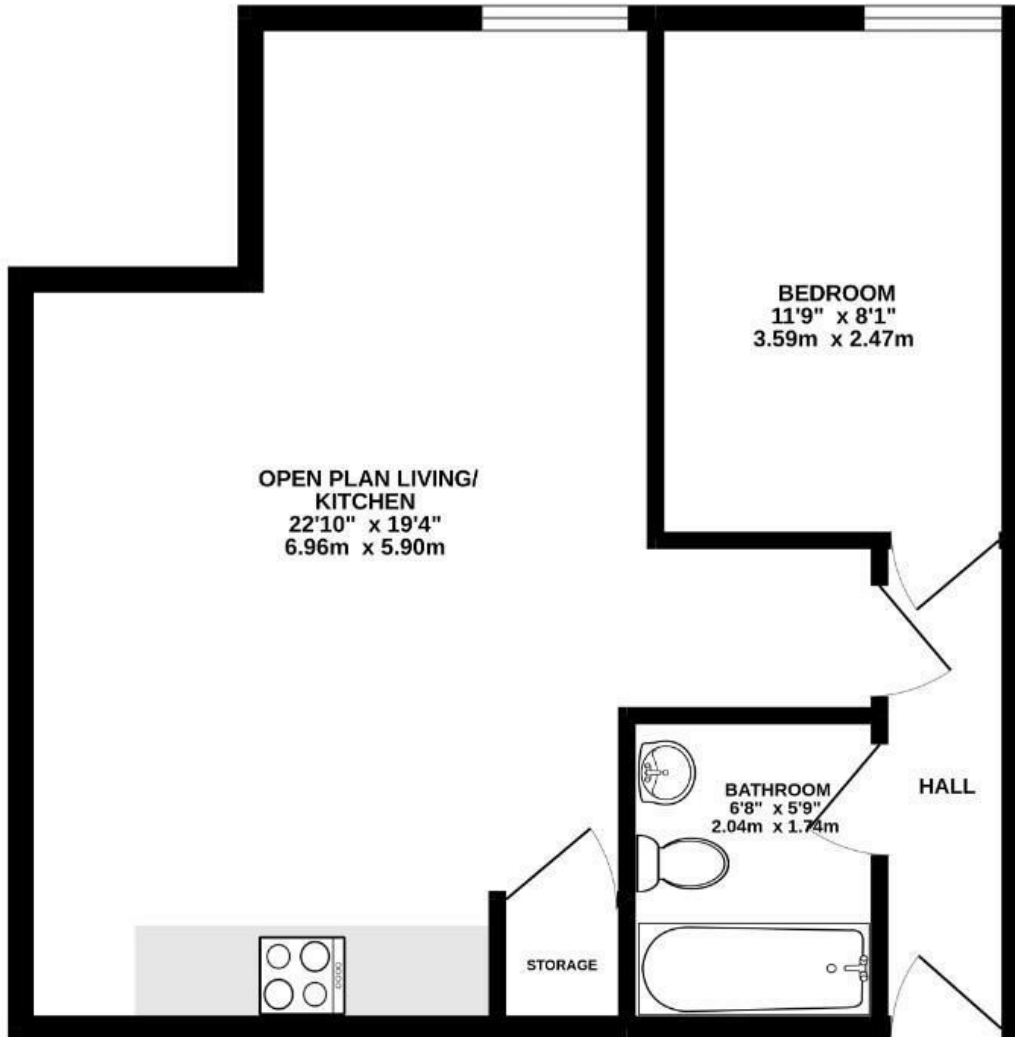 BEDROOM
11'9" x 8'1"
3.59m x 2.47m
OPEN PLAN LIVING/
KITCHEN
22'10" x 19'4"
6.96m x 5.90m
BATHROOM
6'8" x 5'9"
2.04m x 1.74m
HALL
STORAGE